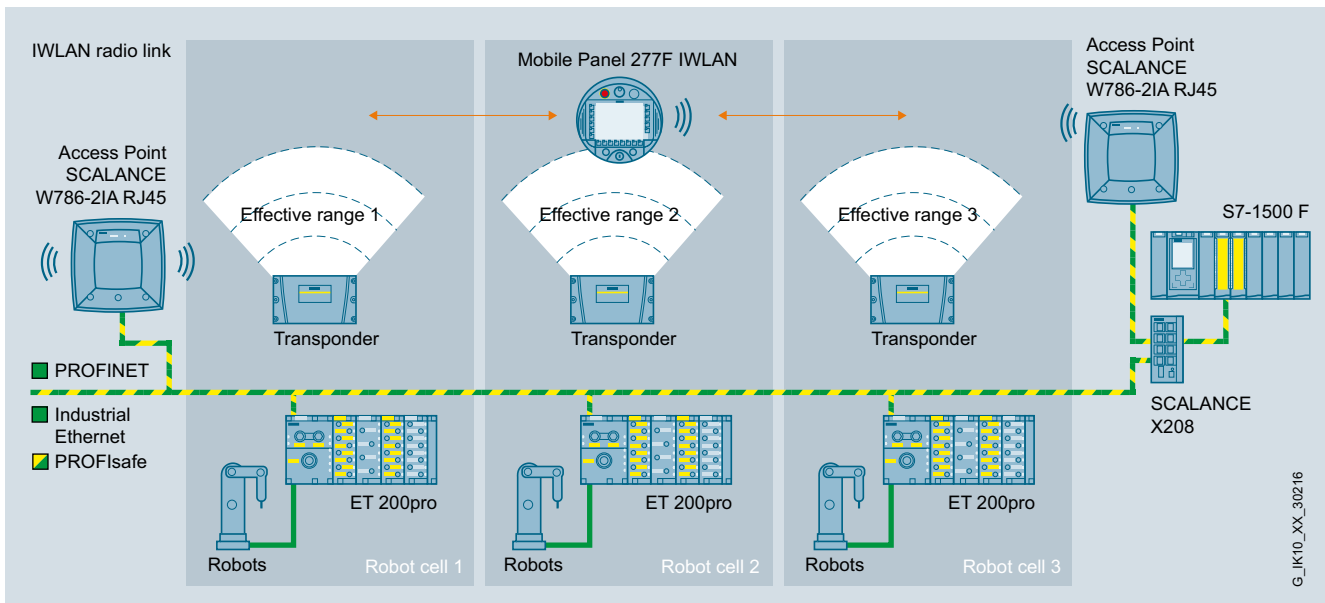 IWLAN radio link
Mobile Panel 277F IWLAN
Access Point
SCALANCE
W786-2IA RJ45
Access Point
SCALANCE
W786-2IA RJ45
Effective range 1
Effective range 2
Effective range 3
S7-1500 F
Transponder
Transponder
Transponder
PROFINET
Industrial
Ethernet
PROFIsafe
SCALANCE
X208
ET 200pro
ET 200pro
ET 200pro
Robots
Robot cell 1
Robots
Robot cell 2
Robots
Robot cell 3
G_IK10_XX_30216